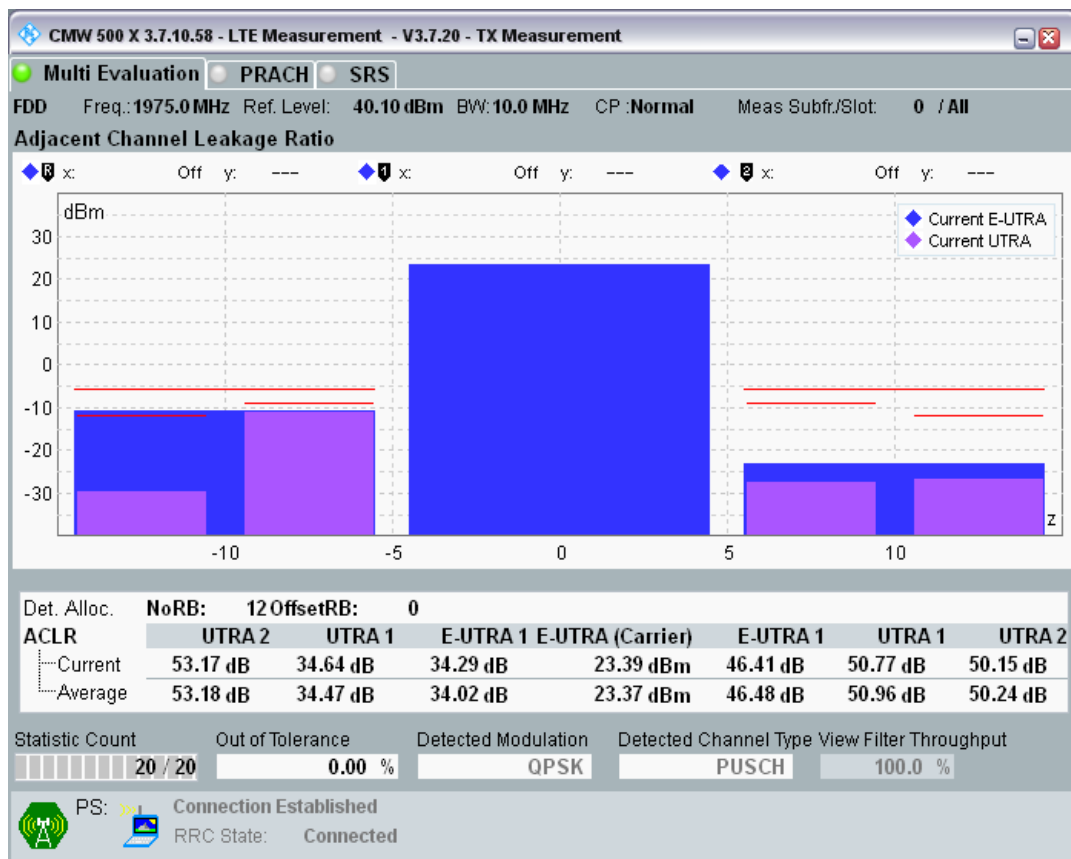 CMW 500 X 3.7.10.58 - LTE Measurement - V3.7.20 - TX Measurement
Multi Evaluation PRACH SRS
FDD Freq.:1975.0 MHz Ref. Level: 40.10 dBm BW:10.0 MHz CP :Normal Meas Subfr./Slot: 0 / All
Adjacent Channel Leakage Ratio
R x: Off y: --- 1 x: Off y: --- 2 x: Off y: ---
dBm
Current E-UTRA
Current UTRA
30
20
10
0
-10
-20
-30
z
-10 -5 0 5 10
Det. Alloc. NoRB: 12 OffsetRB: 0
ACLR UTRA 2 UTRA 1 E-UTRA 1 E-UTRA (Carrier) E-UTRA 1 UTRA 1 UTRA 2
Current 53.17 dB 34.64 dB 34.29 dB 23.39 dBm 46.41 dB 50.77 dB 50.15 dB
Average 53.18 dB 34.47 dB 34.02 dB 23.37 dBm 46.48 dB 50.96 dB 50.24 dB
Statistic Count Out of Tolerance Detected Modulation Detected Channel Type View Filter Throughput
20 / 20 0.00 % QPSK PUSCH 100.0 %
PS: Connection Established
RRC State: Connected